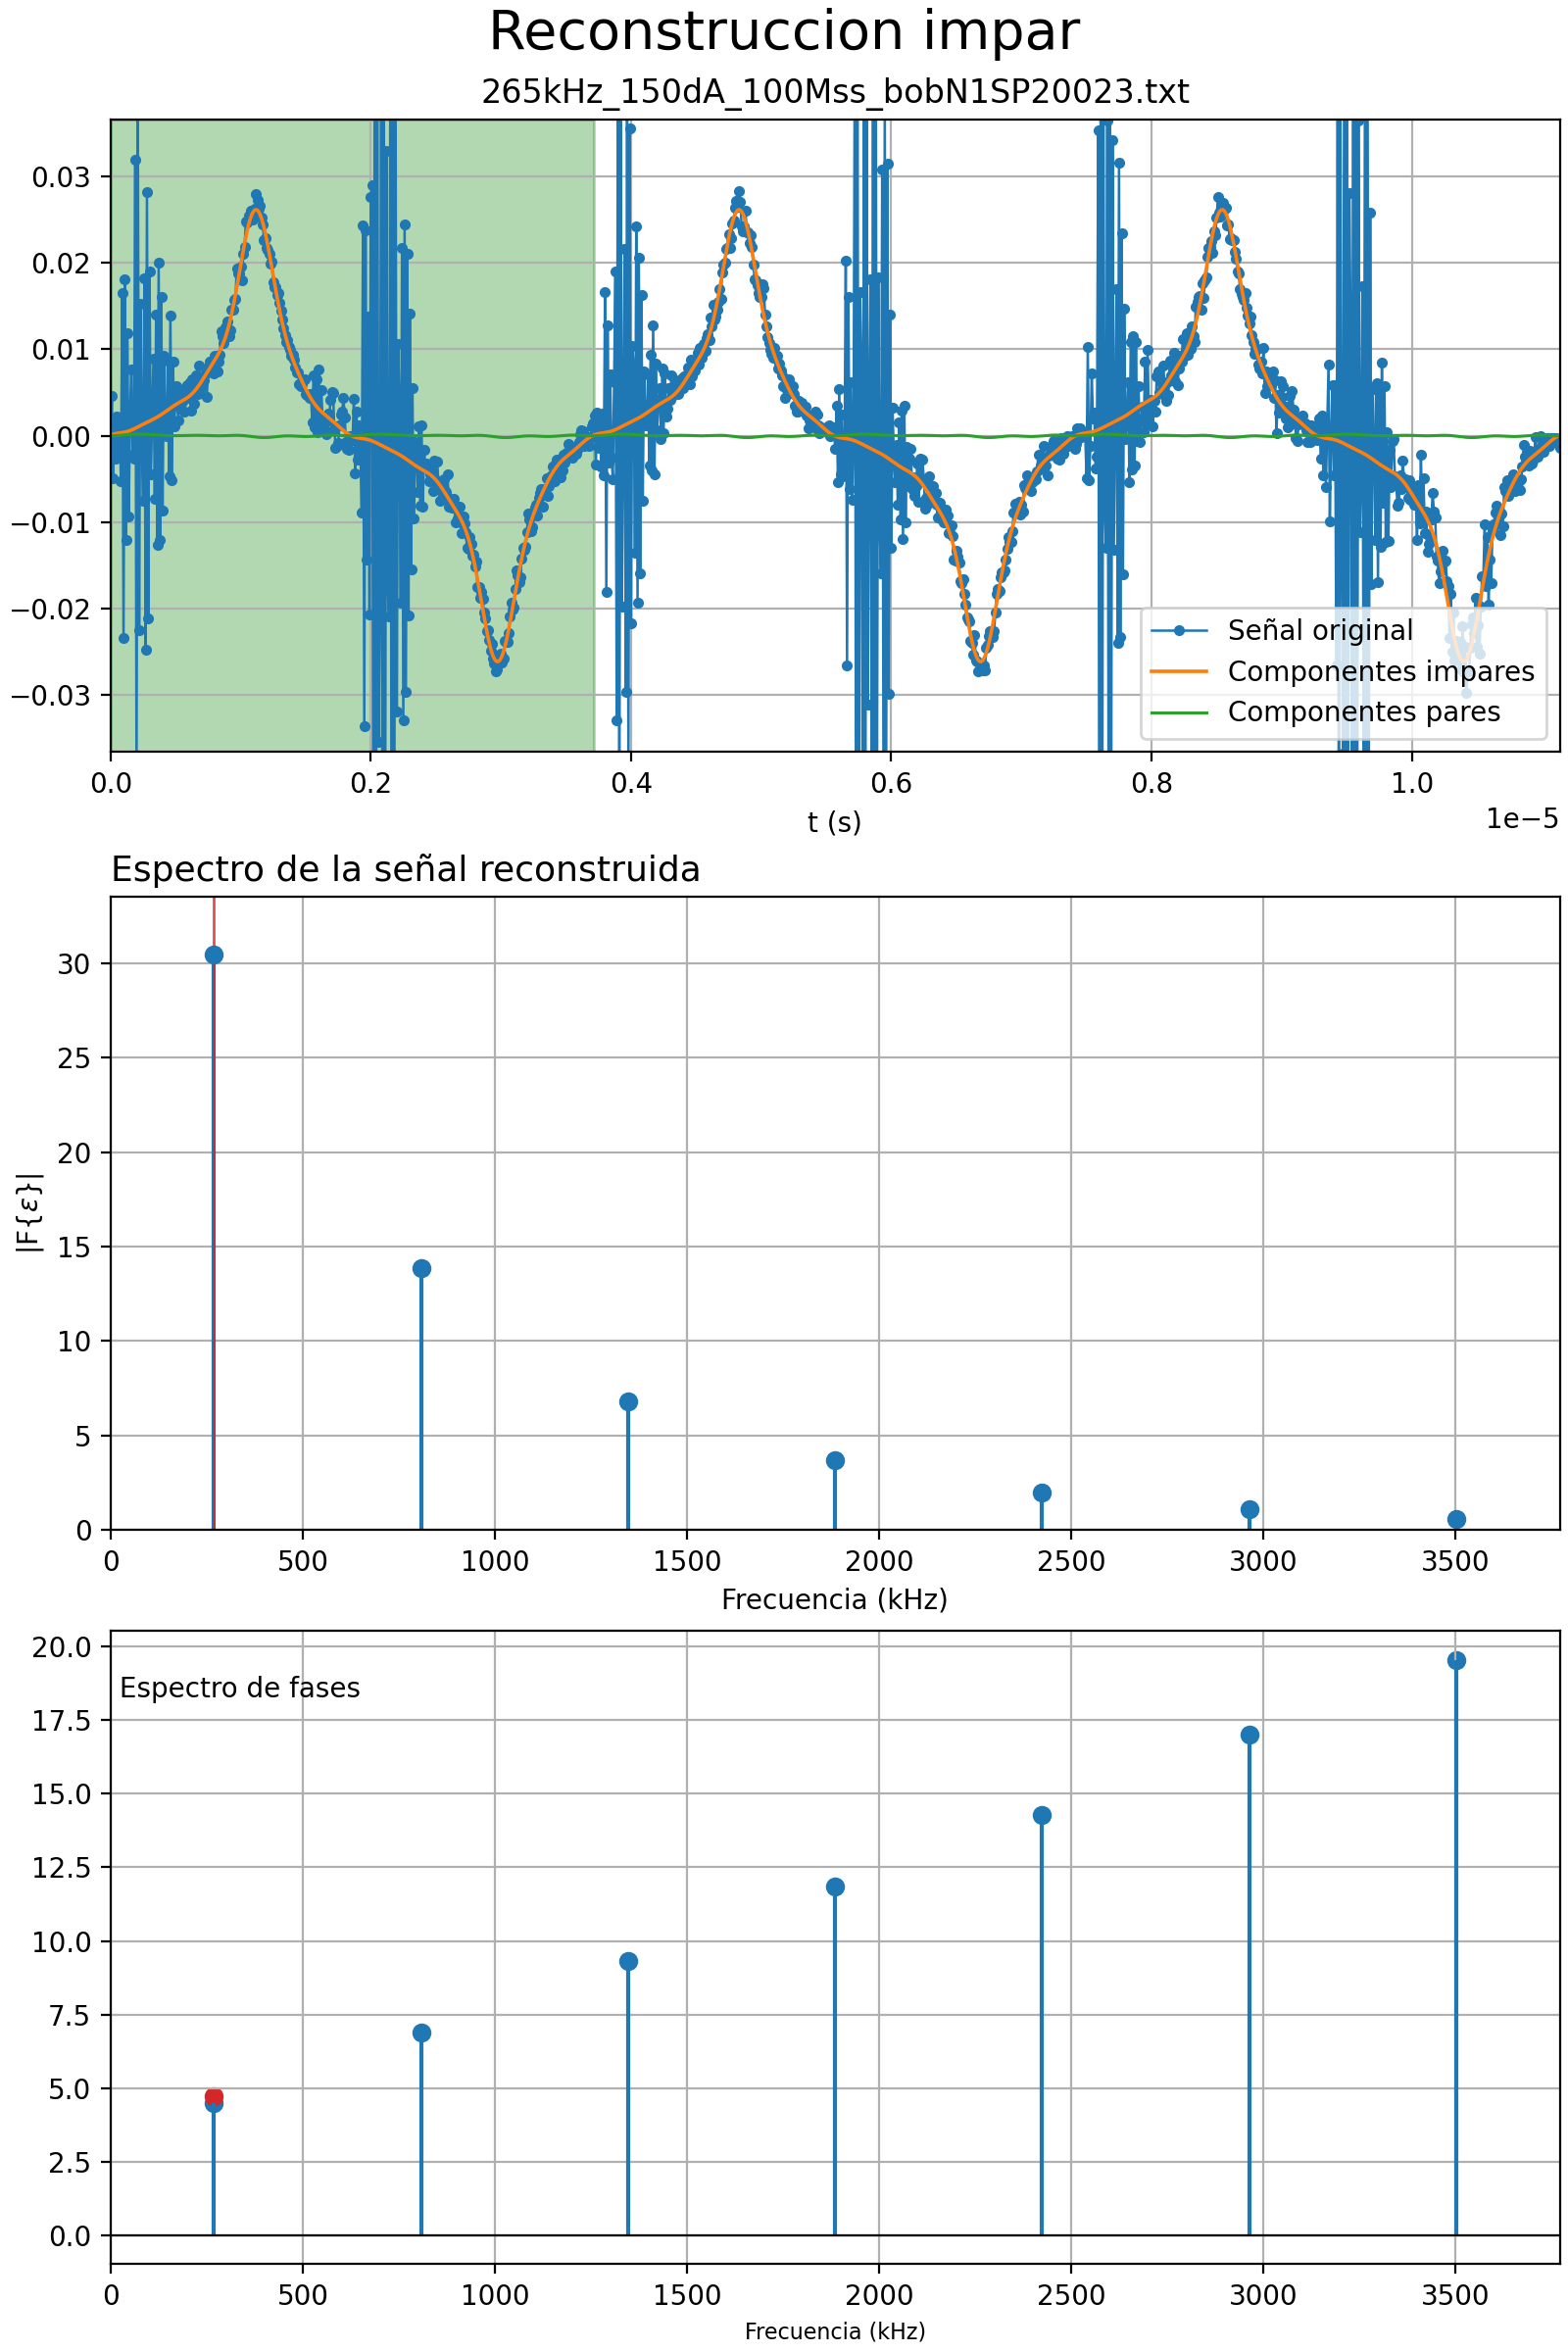 Reconstruccion impar
265kHz_150dA_100Mss_bobN1SP20023.txt
0.03
0.02
0.01
0.00
−0.01
−0.02
−0.03
Señal original
Componentes impares
Componentes pares
0.0 0.2 0.4 0.6 0.8 1.0
t (s)
1e−5
Espectro de la señal reconstruida
30
25
20
15
10
5
0
|F{ε}|
0 500 1000 1500 2000 2500 3000 3500
Frecuencia (kHz)
20.0
Espectro de fases
17.5
15.0
12.5
10.0
7.5
5.0
2.5
0.0
0 500 1000 1500 2000 2500 3000 3500
Frecuencia (kHz)